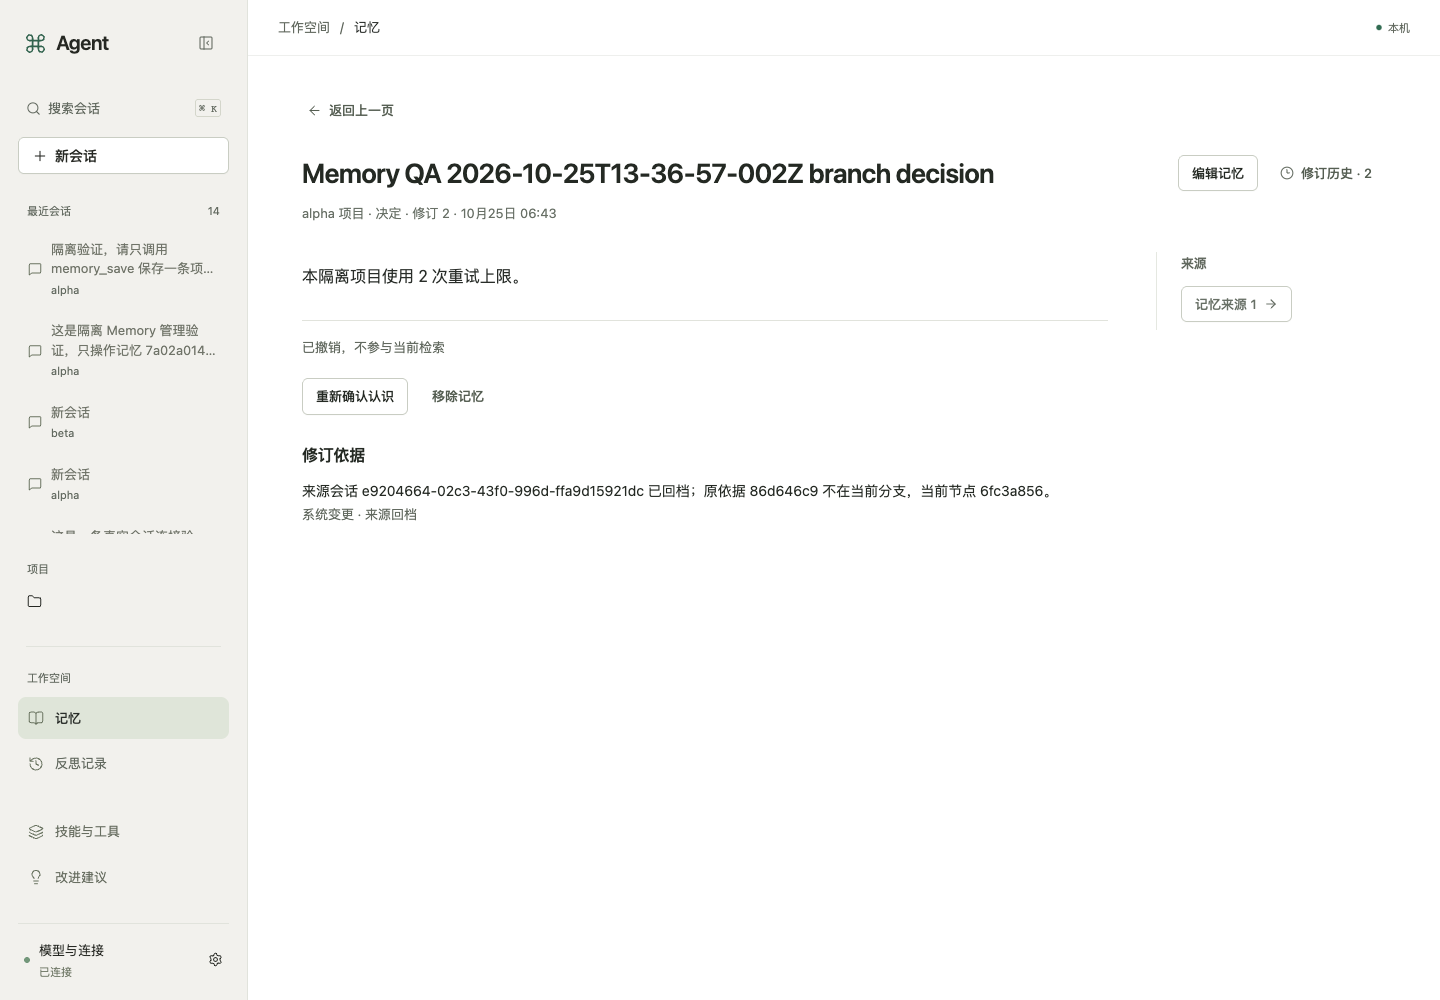 Agent
搜索会话
⌘ K
新会话
最近会话
14
隔离验证，请只调用
memory_save 保存一条项…
alpha
这是隔离 Memory 管理验
证，只操作记忆 7a02a014…
alpha
新会话
beta
新会话
alpha
项目
工作空间
记忆
反思记录
技能与工具
改进建议
模型与连接
已连接
工作空间 / 记忆
本机
返回上一页
Memory QA 2026-10-25T13-36-57-002Z branch decision
编辑记忆
修订历史 · 2
alpha 项目 · 决定 · 修订 2 · 10月25日 06:43
本隔离项目使用 2 次重试上限。
已撤销，不参与当前检索
重新确认认识
移除记忆
修订依据
来源会话 e9204664-02c3-43f0-996d-ffa9d15921dc 已回档；原依据 86d646c9 不在当前分支，当前节点 6fc3a856。
系统变更 · 来源回档
来源
记忆来源 1